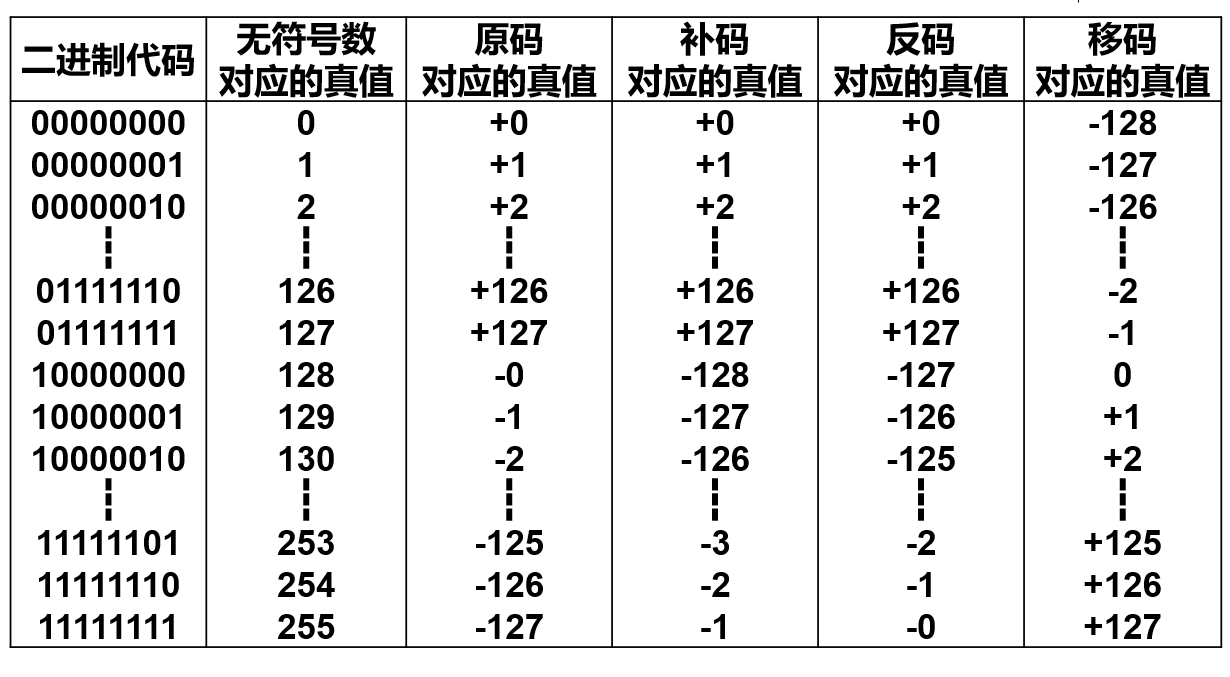 二进制代码 无符号数 对应的真值 原码 对应的真值 补码 对应的真值 反码 对应的真值 移码 对应的真值
00000000 0 +0 +0 +0 -128
00000001 1 +1 +1 +1 -127
00000010 2 +2 +2 +2 -126
01111110 126 +126 +126 +126 -2
01111111 127 +127 +127 +127 -1
10000000 128 -0 -128 -127 0
10000001 129 -1 -127 -126 +1
10000010 130 -2 -126 -125 +2
11111101 253 -125 -3 -2 +125
11111110 254 -126 -2 -1 +126
11111111 255 -127 -1 -0 +127